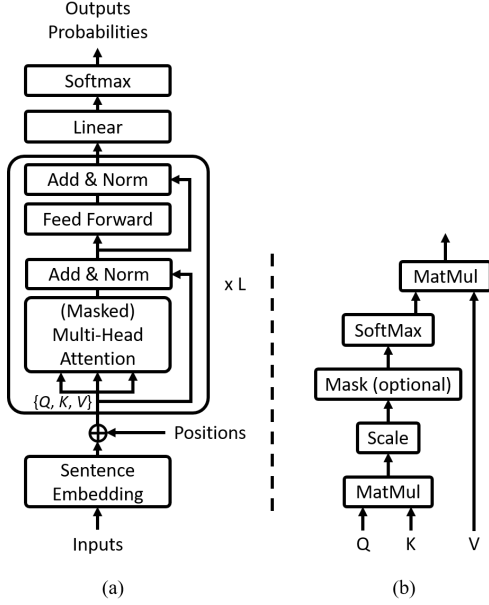 Outputs
Probabilities
Softmax
Linear
Add & Norm
Feed Forward
Add & Norm
x L
(Masked)
Multi-Head
Attention
{Q, K, V}
Positions
Sentence
Embedding
Inputs
(a)
MatMul
SoftMax
Mask (optional)
Scale
MatMul
Q K V
(b)